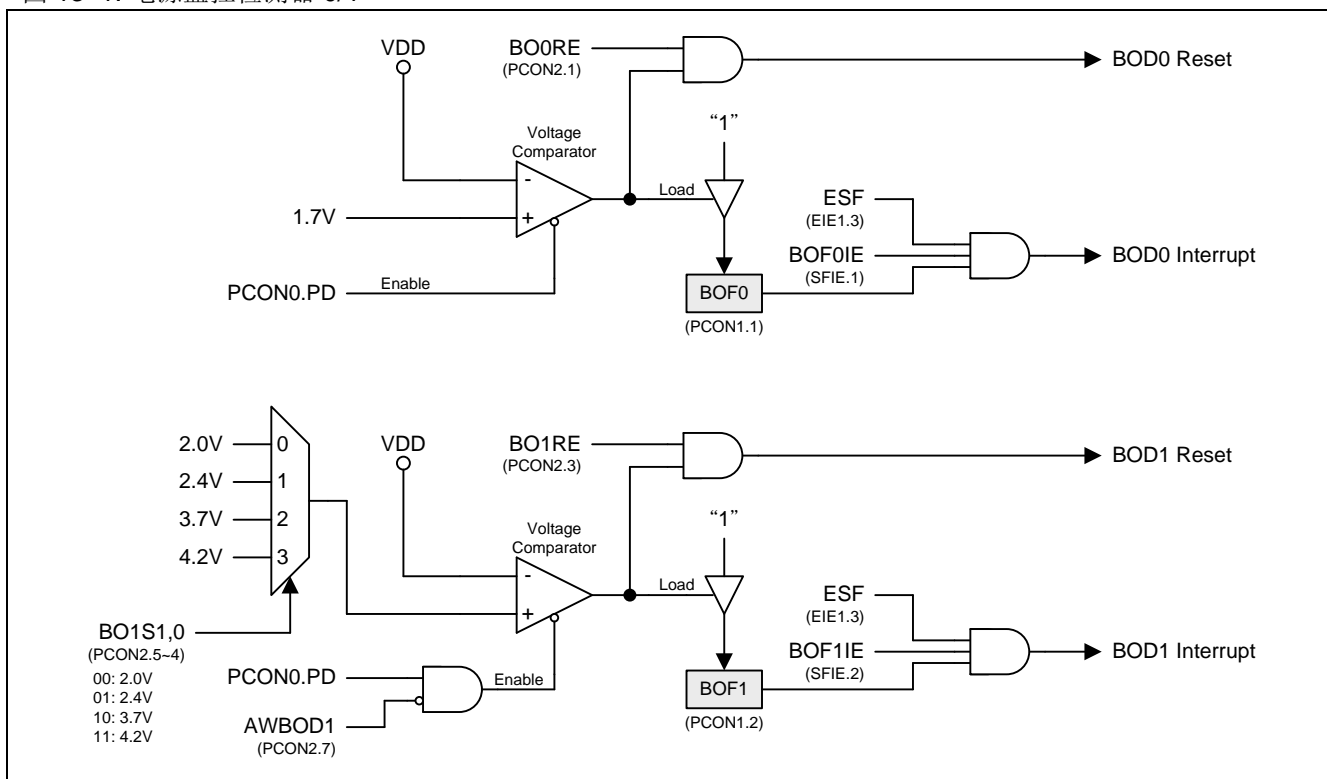 VDD
BO0RE
(PCON2.1)
BOD0 Reset
Voltage
Comparator
"1"
-
Load
1.7V
+
ESF
(EIE1.3)
BOF0IE
(SFIE.1)
BOD0 Interrupt
PCON0.PD
Enable
BOF0
(PCON1.1)
2.0V
0
2.4V
1
3.7V
2
4.2V
3
VDD
BO1RE
(PCON2.3)
BOD1 Reset
Voltage
Comparator
“1”
-
Load
+
ESF
(EIE1.3)
BOF1IE
(SFIE.2)
BOD1 Interrupt
BO1S1,0
(PCON2.5~4)
00: 2.0V
01: 2.4V
10: 3.7V
11: 4.2V
PCON0.PD
Enable
AWBOD1
(PCON2.7)
BOF1
(PCON1.2)